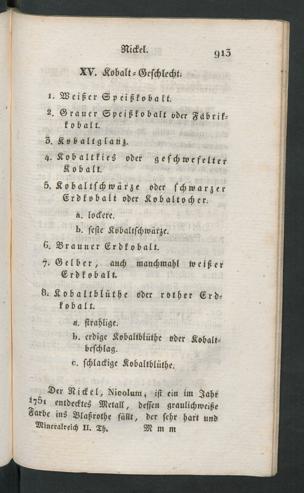 Nickel. 913
XV. Kobalt-Geschlecht.
1. Weißer Speißkobalt.
2. Grauer Speißkobalt oder Fabrik-
kobalt.
3. Kobaltglanz.
4. Kobaltkies oder geschwefelter
Kobalt.
5. Kobaltschwärze oder schwarzer
Erdkobalt oder Kobaltocher.
a. lockere.
b. feste Kobaltschwärze.
6. Brauner Erdkobalt.
7. Gelber, auch manchmal weißer
Erdkobalt.
8. Kobaltblüthe oder rother Erd-
kobalt.
a. strahlige.
b. erdige Kobaltblüthe oder Kobalt-
beschlag.
c. schlackige Kobaltblüthe.
Der Nickel, Nicolum, ist ein im Jahr
1751 entdecktes Metall, dessen graulichweiße
Farbe ins Blaßrothe fällt, der sehr hart und
Mineralreich II. Th. M m m